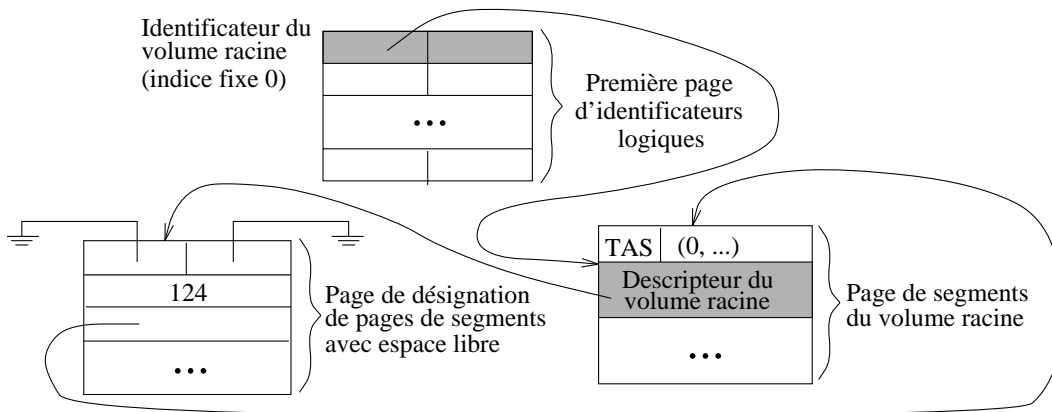 Identificateur du
volume racine
(indice fixe 0)
Première page
d'identificateurs
logiques
...
TAS (0, ...)
Descripteur du
volume racine
...
Page de segments
du volume racine
124
...
Page de désignation
de pages de segments
avec espace libre